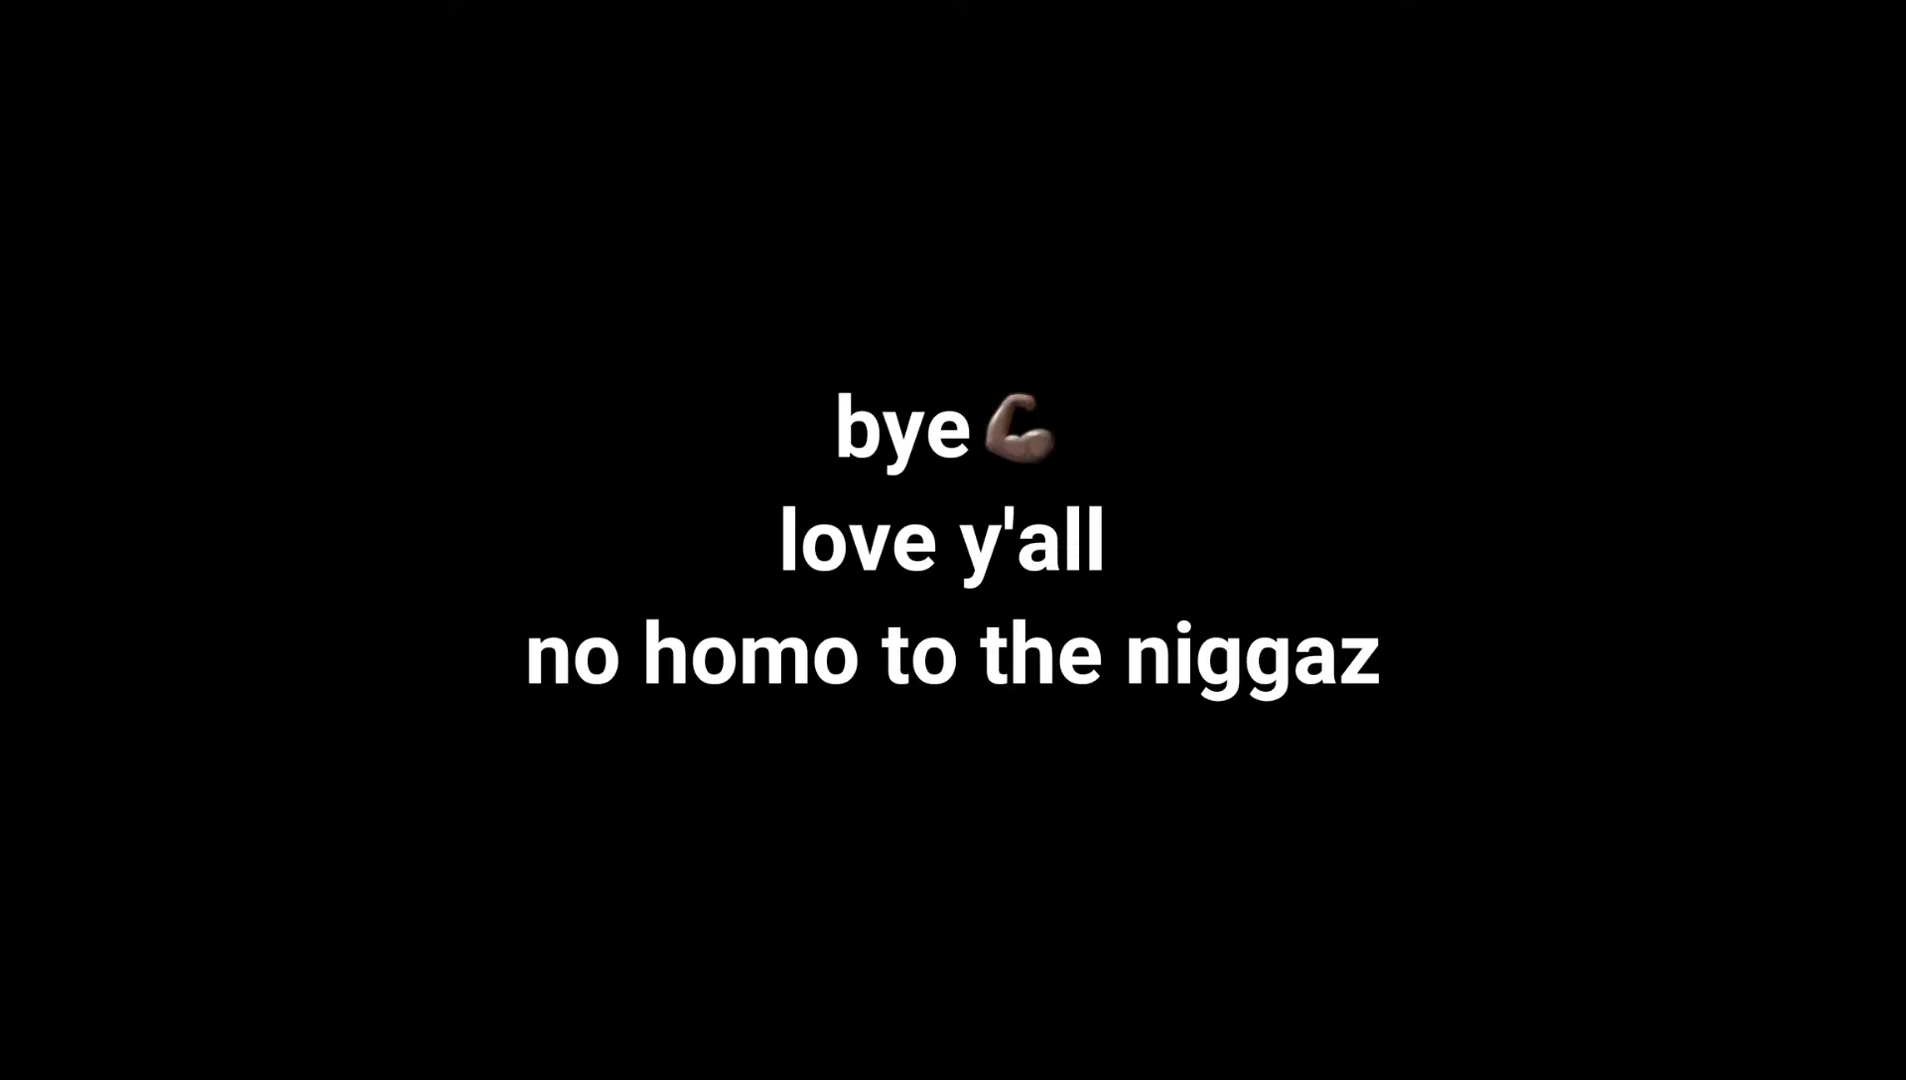 bye💪🏿
love y'all
no homo to the niggaz